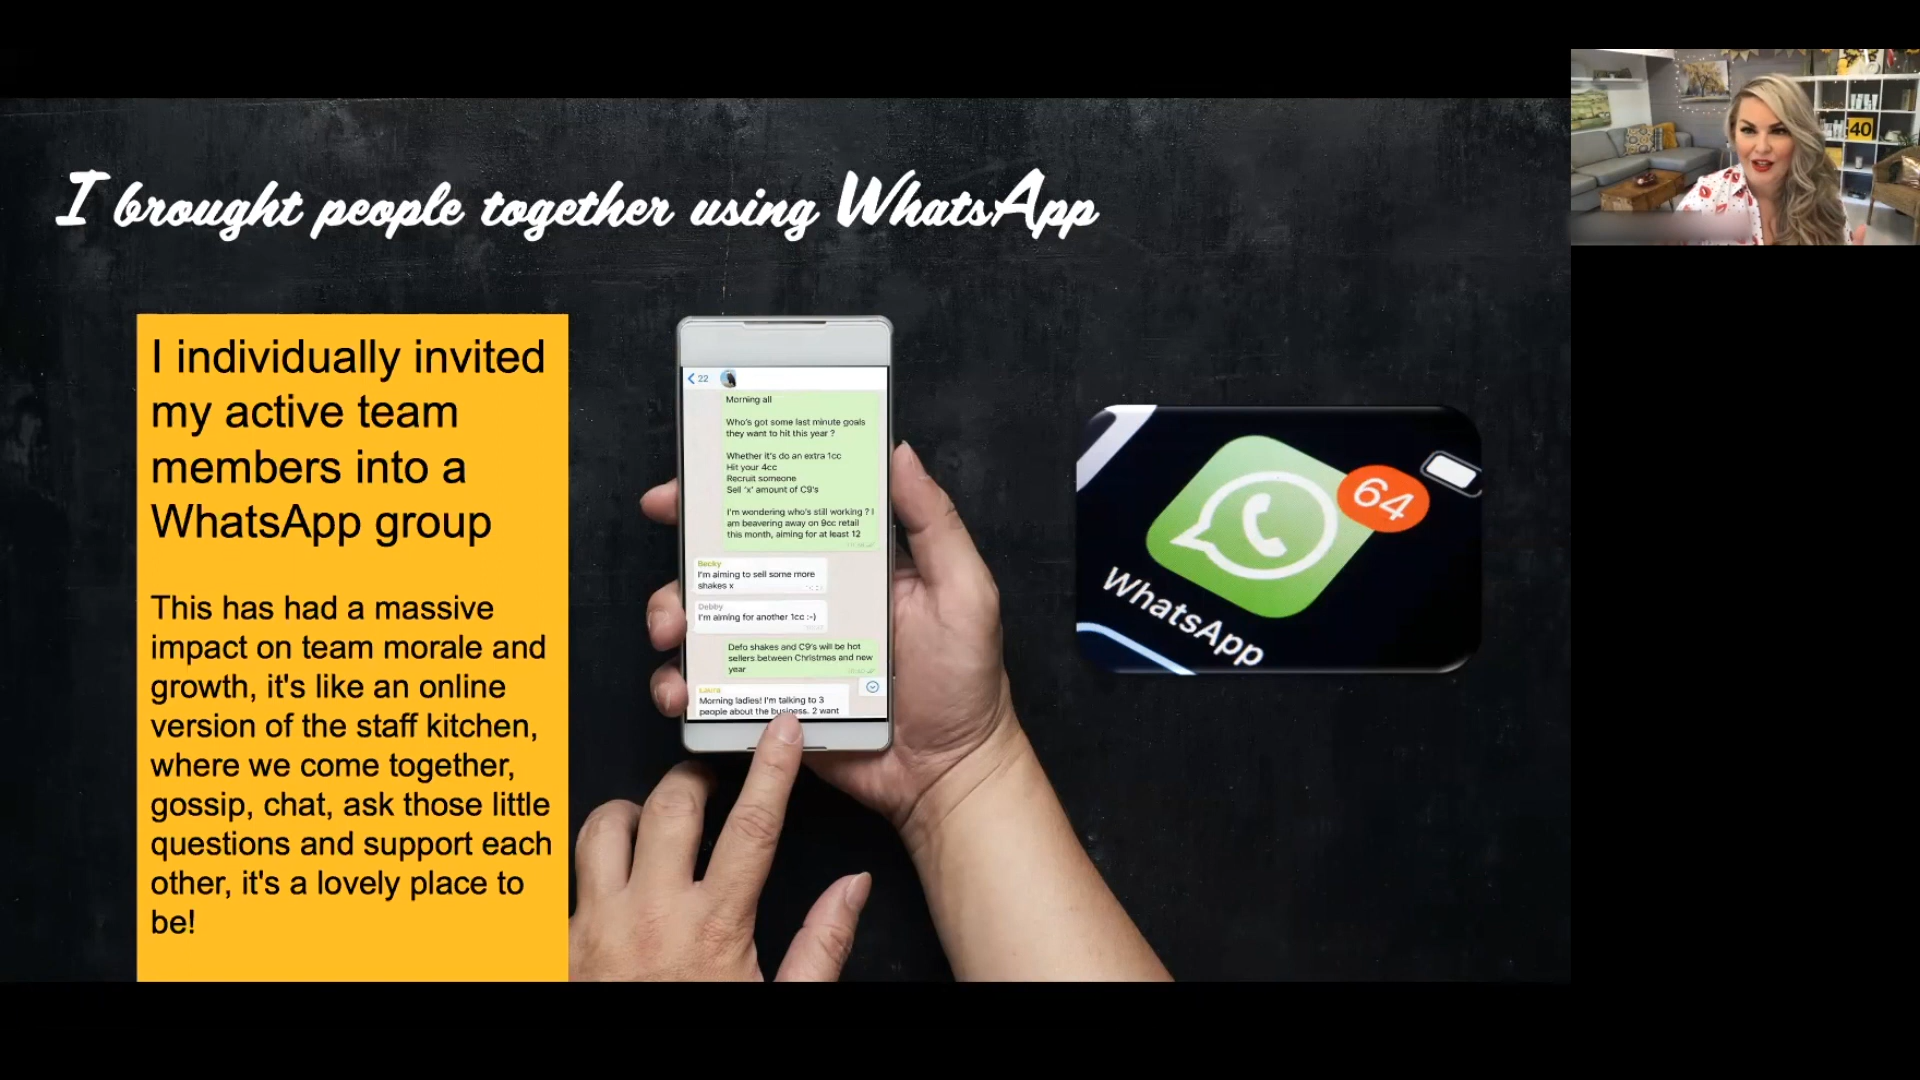 I brought people together using WhatsApp
40
I individually invited
my active team
members into a
WhatsApp group
This has had a massive
impact on team morale and
growth, it's like an online
version of the staff kitchen,
where we come together,
gossip, chat, ask those little
questions and support each
other, it's a lovely place to
be!
22
Morning all
Who's got some last minute goals
they want to hit this year ?
Whether it's do an extra 1cc
Hit your 4cc
Recruit someone
Sell 'x' amount of C9's
I'm wondering who's still working ? I
am beavering away on 9cc retail
this month, aiming for at least 12
Becky
I'm aiming to sell some more
shakes x
Debby
I'm aiming for another 1cc :-)
Defo shakes and C9's will be hot
sellers between Christmas and new
year
Laura
Morning ladies! I'm talking to 3
people about the business. 2 want
64
WhatsApp